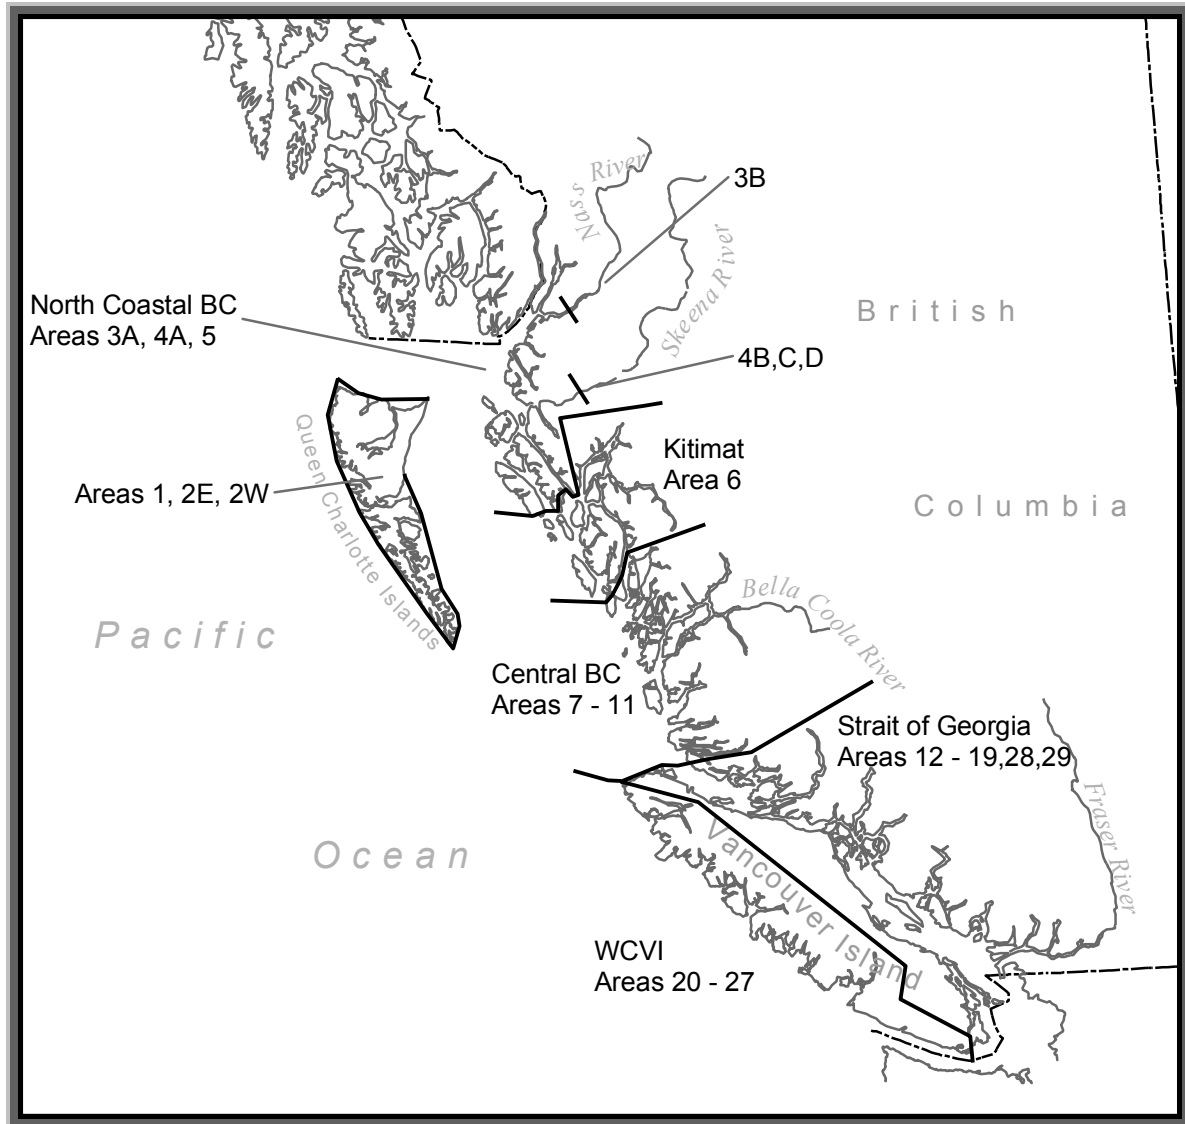 Nass River
3B
Skeena River
North Coastal BC
Areas 3A, 4A, 5
British
4B,C,D
Queen Charlotte Islands
Kitimat
Area 6
Areas 1, 2E, 2W
Columbia
Bella Coola River
Pacific
Central BC
Areas 7 - 11
Strait of Georgia
Areas 12 - 19,28,29
Fraser River
Ocean
Vancouver Island
WCVI
Areas 20 - 27